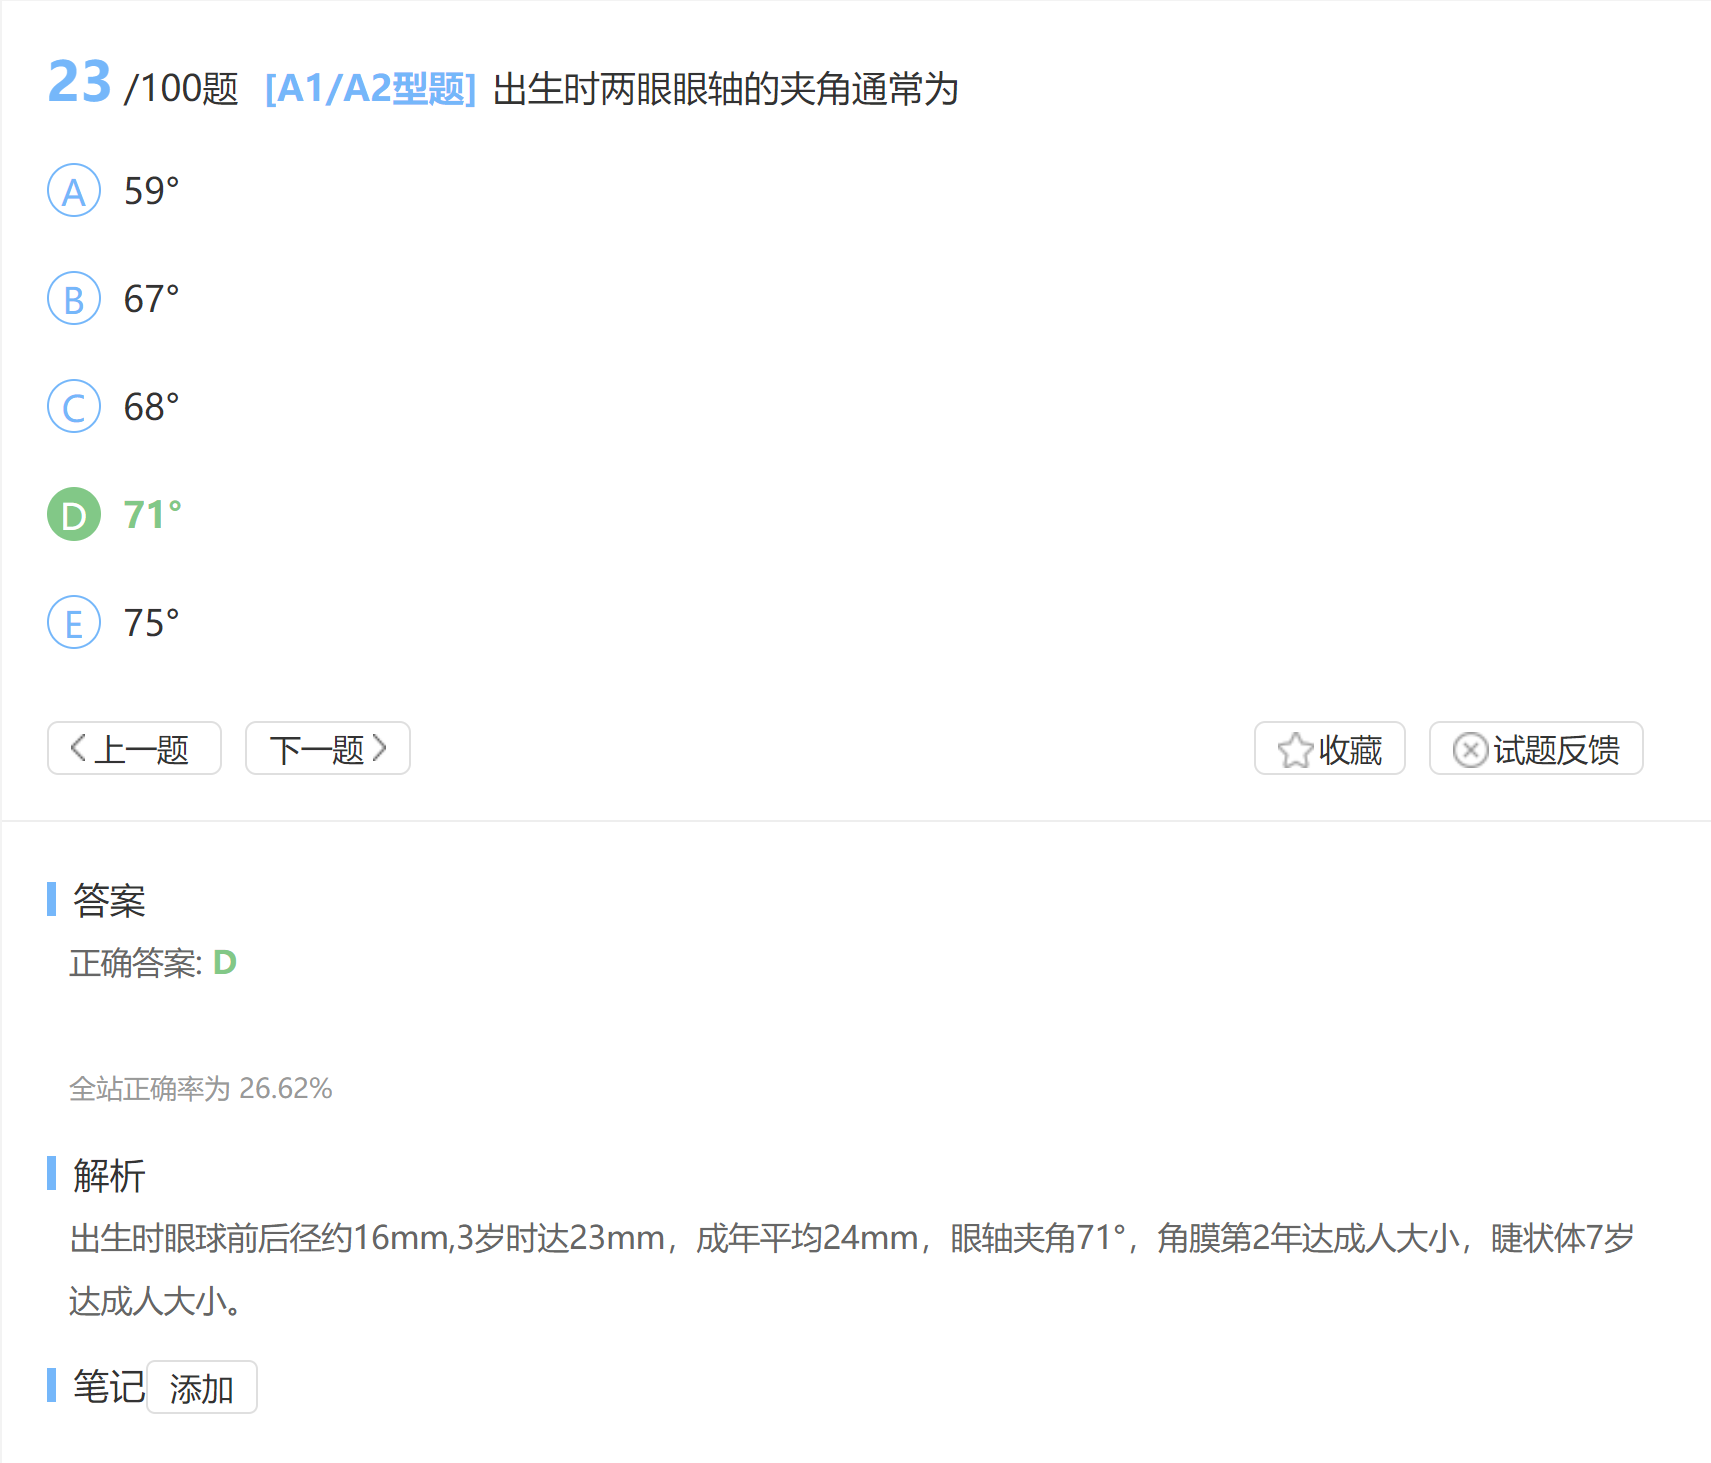 23 /100题 [A1/A2型题] 出生时两眼眼轴的夹角通常为
A 59°
B 67°
C 68°
D 71°
E 75°
上一题 下一题 收藏 试题反馈
答案
正确答案: D
全站正确率为 26.62%
解析
出生时眼球前后径约16mm,3岁时达23mm，成年平均24mm，眼轴夹角71°，角膜第2年达成人大小，睫状体7岁
达成人大小。
笔记 添加